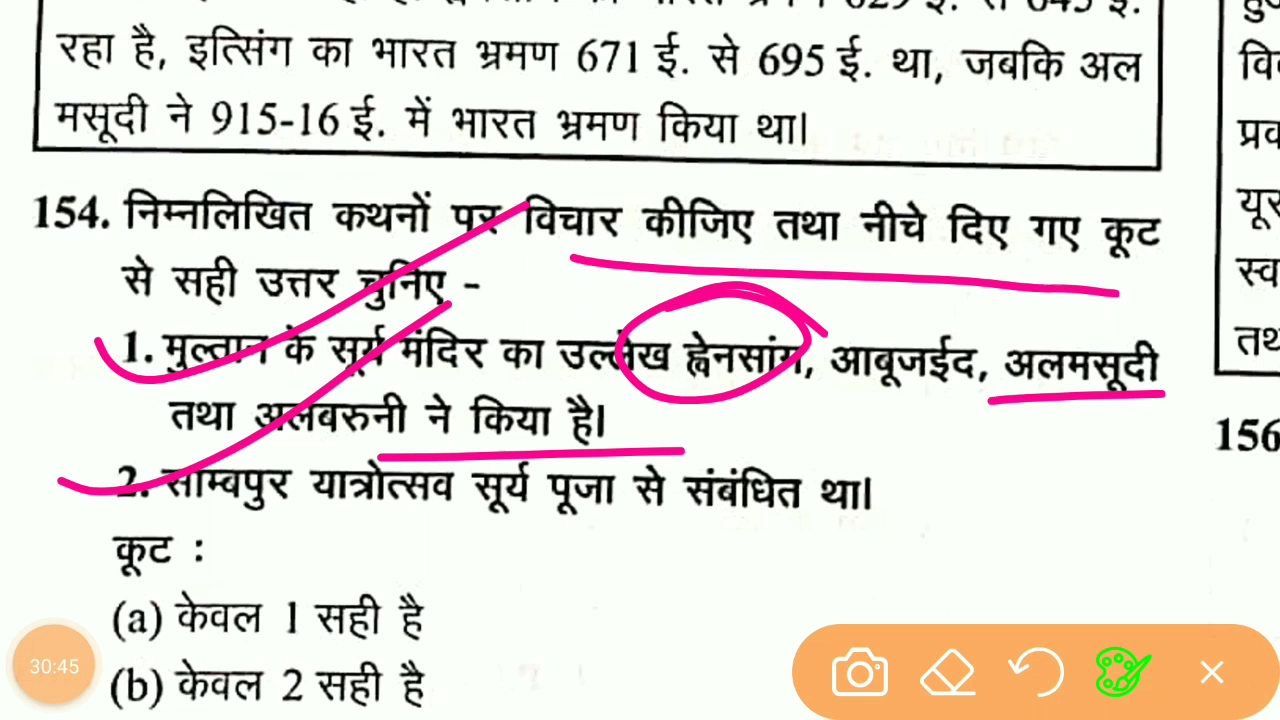 रहा है, इत्सिंग का भारत भ्रमण 671 ई. से 695 ई. था, जबकि अल
मसूदी ने 915-16 ई. में भारत भ्रमण किया था।
154. निम्नलिखित कथनों पर विचार कीजिए तथा नीचे दिए गए कूट
से सही उत्तर चुनिए -
1. मुल्तान के सूर्य मंदिर का उल्लेख ह्वेनसांग, आबूजईद, अलमसूदी
तथा अलबरुनी ने किया है।
2. साम्बपुर यात्रोत्सव सूर्य पूजा से संबंधित था।
कूट :
(a) केवल 1 सही है
(b) केवल 2 सही है
156
30:45